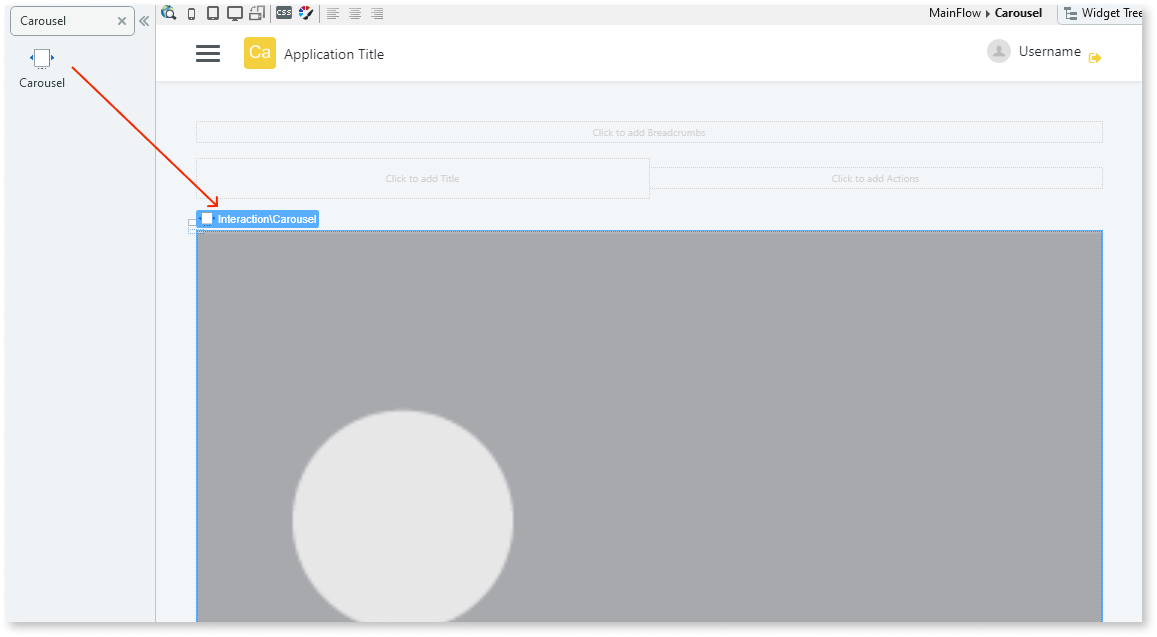 Carousel
Carousel
CSS
MainFlow Carousel
Widget Tree
Ca
Application Title
Username
Click to add Breadcrumbs
Click to add Title
Click to add Actions
Interaction\Carousel